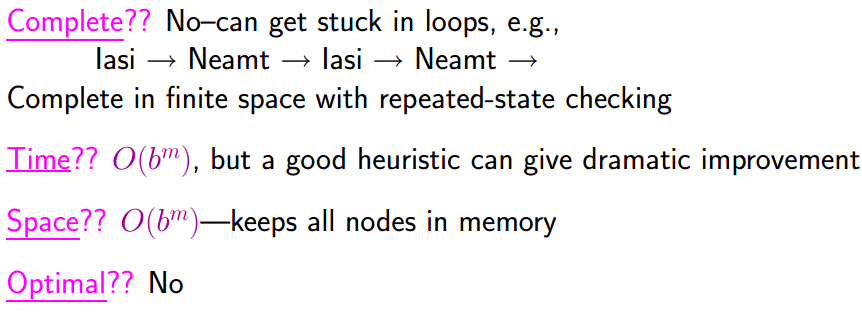 Complete?? No–can get stuck in loops, e.g.,
Iasi → Neamt → Iasi → Neamt →
Complete in finite space with repeated-state checking
Time?? O(b^m), but a good heuristic can give dramatic improvement
Space?? O(b^m)—keeps all nodes in memory
Optimal?? No